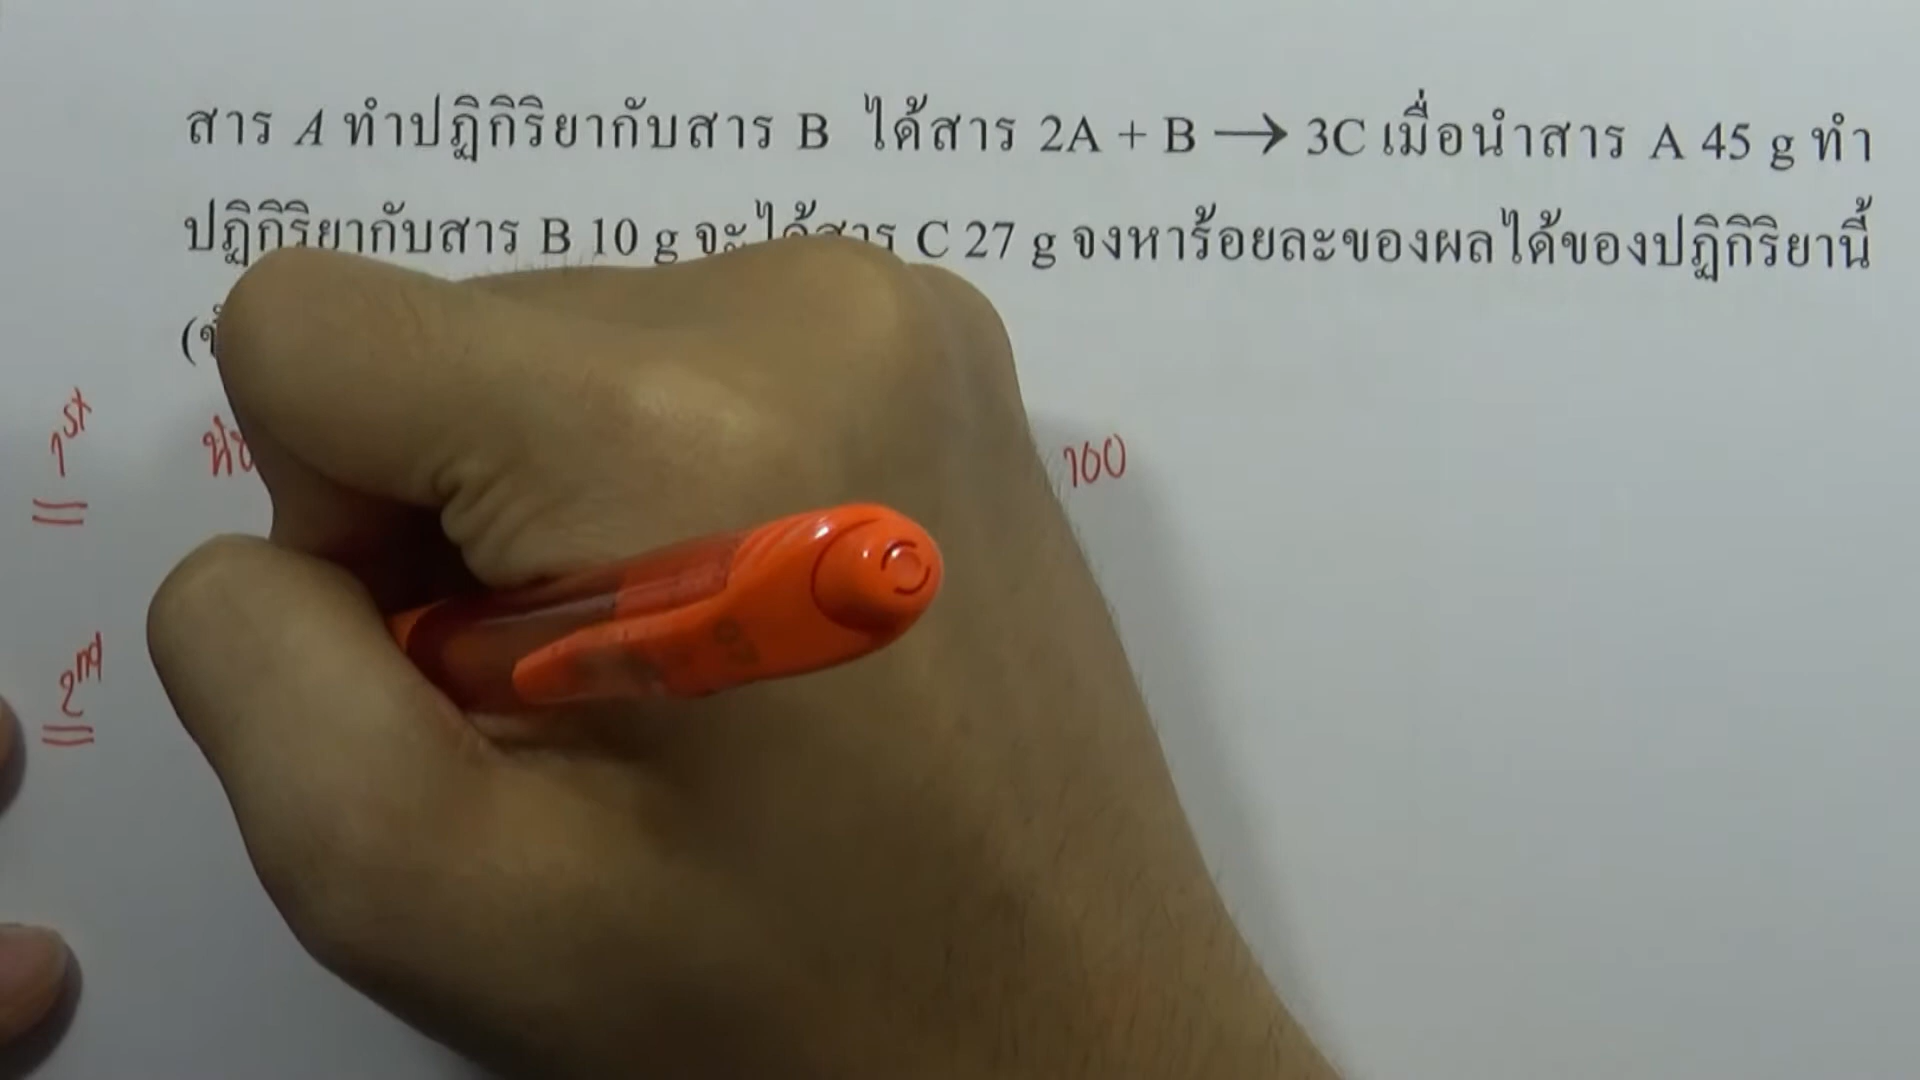 สาร A ทำปฏิกิริยากับสาร B ได้สาร 2A + B → 3C เมื่อนำสาร A 45 g ทำ
ปฏิกิริยากับสาร B 10 g จะได้สาร C 27 g จงหาร้อยละของผลได้ของปฏิกิริยานี้
1st 100
2nd